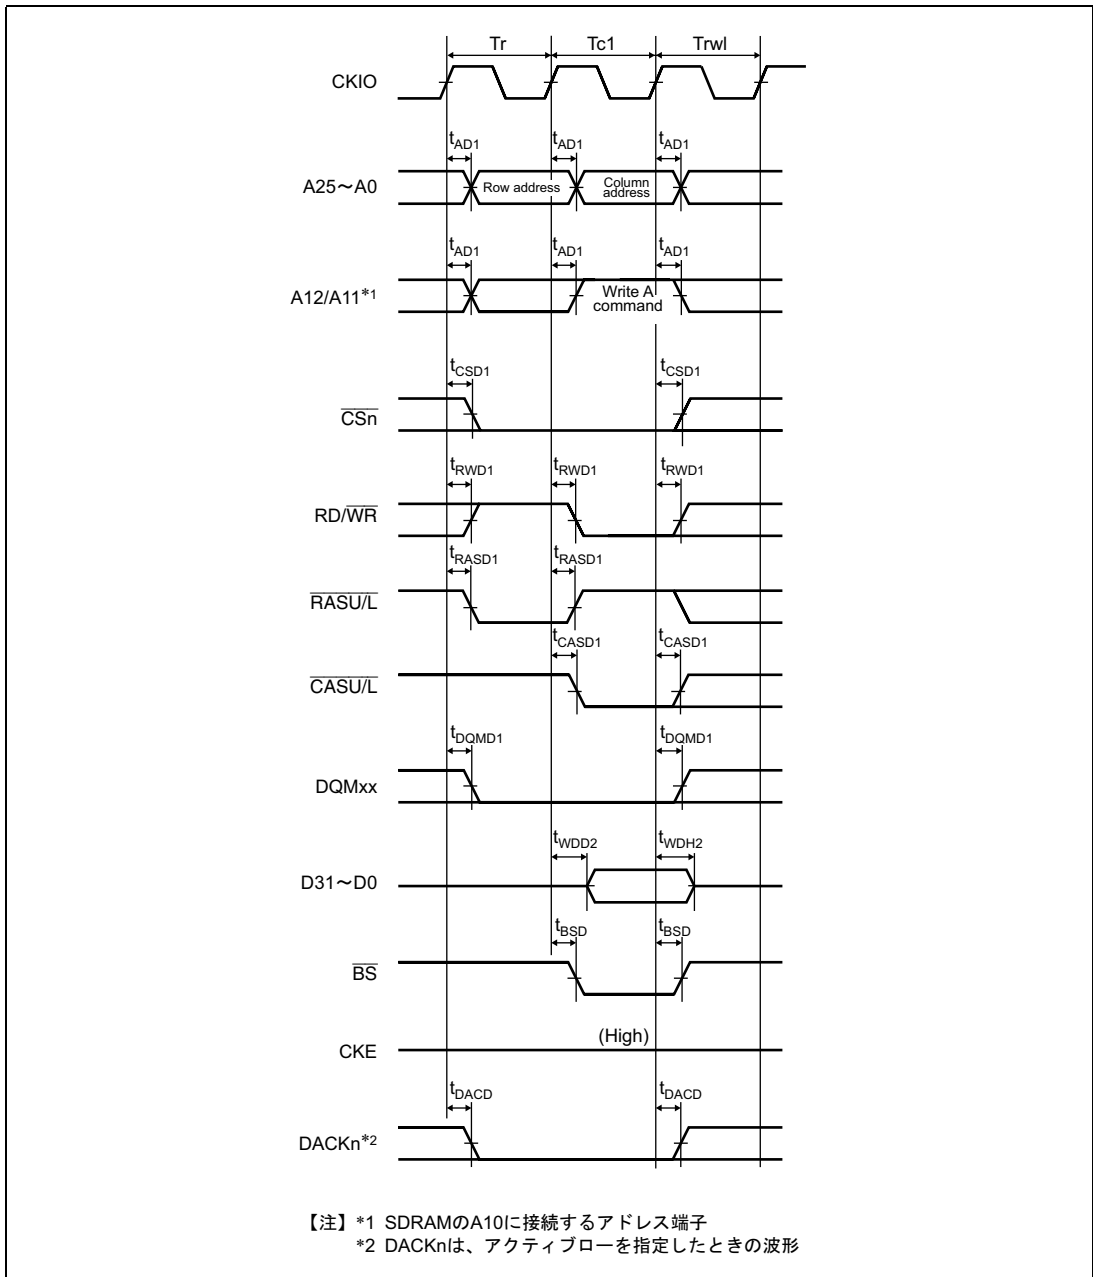 Tr Tc1 Trwl
CKIO
tAD1 tAD1 tAD1
A25～A0 Row address Column address
tAD1 tAD1 tAD1
A12/A11*1 Write A command
tCSD1 tCSD1
CSn
tRWD1 tRWD1 tRWD1
RD/WR
tRASD1 tRASD1
RASU/L
tCASD1 tCASD1
CASU/L
tDQMD1 tDQMD1
DQMxx
tWDD2 tWDH2
D31～D0
tBSD tBSD
BS
(High)
CKE
tDACD tDACD
DACKn*2
【注】*1 SDRAMのA10に接続するアドレス端子
*2 DACKnは、アクティブローを指定したときの波形